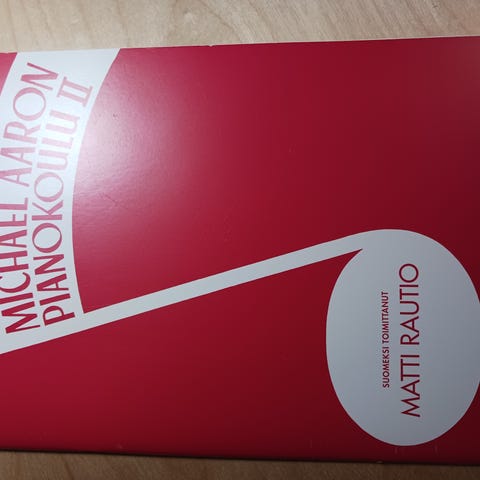 MICHAEL AARON
PIANOKOULU II
SUOMEKSI TOIMITTANUT
MATTI RAUTIO